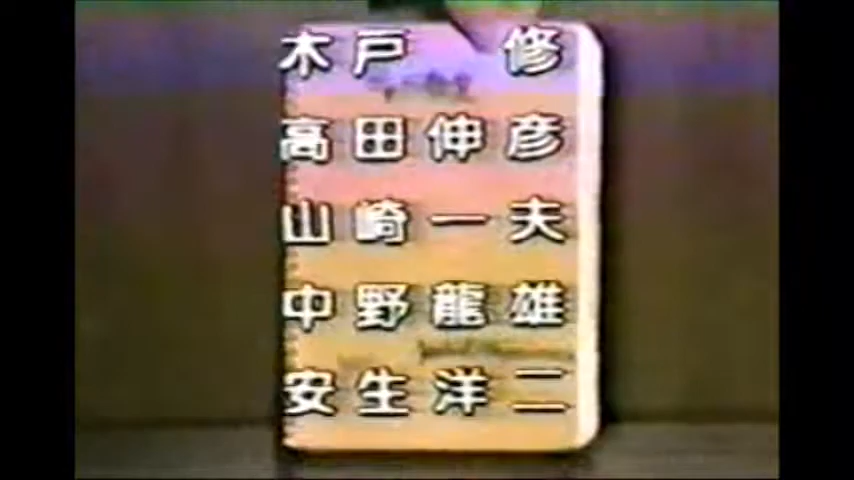 木戸 修
高田伸彦
山崎一夫
中野龍雄
安生洋二